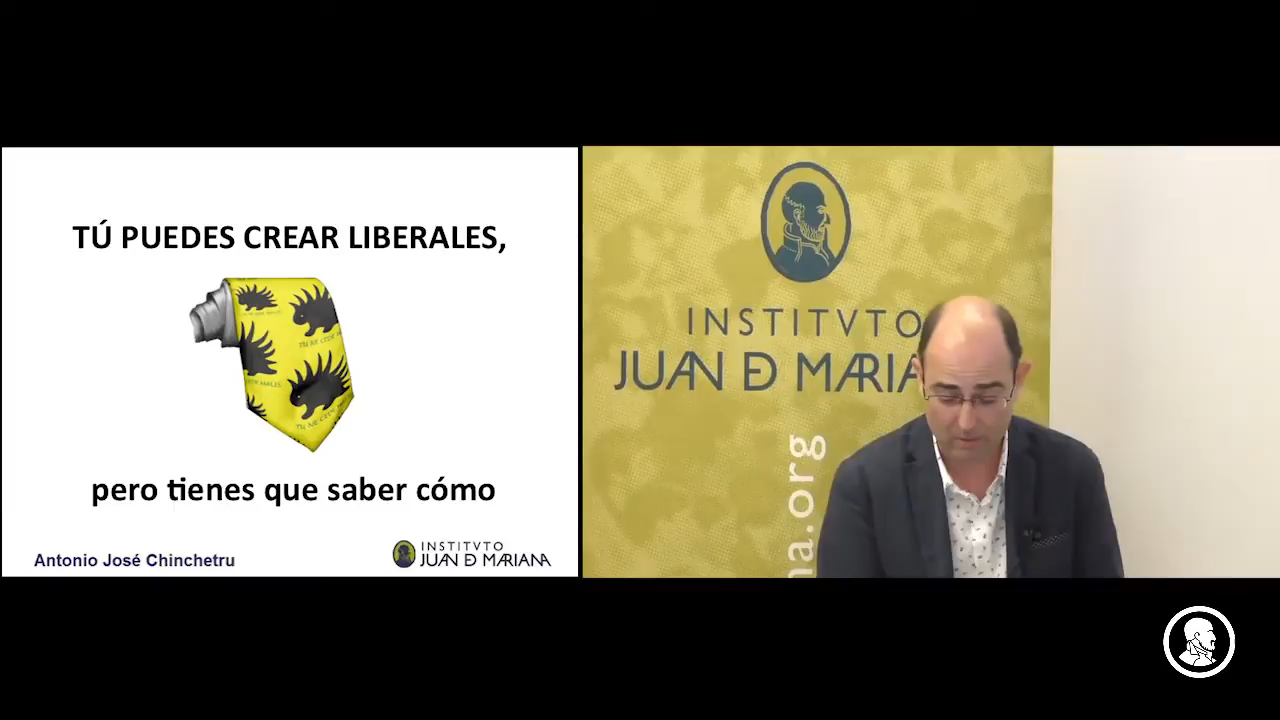 TÚ PUEDES CREAR LIBERALES,
pero tienes que saber cómo
Antonio José Chinchetru
INSTITVTO
JUAN D MARIANA
INSTITVTO
JUAN D MARIA
na.org